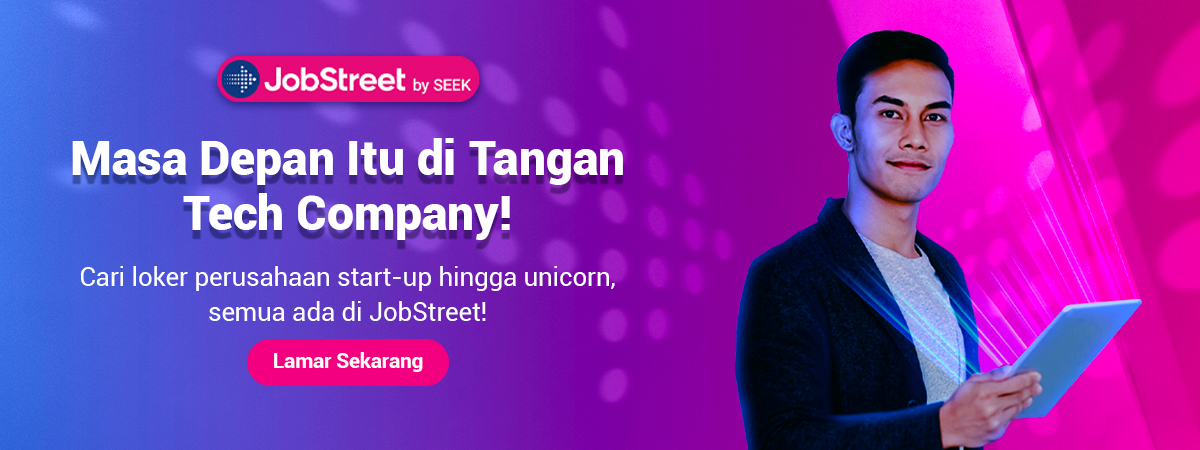 JobStreet by SEEK
Masa Depan Itu di Tangan
Tech Company!
Cari loker perusahaan start-up hingga unicorn,
semua ada di JobStreet!
Lamar Sekarang